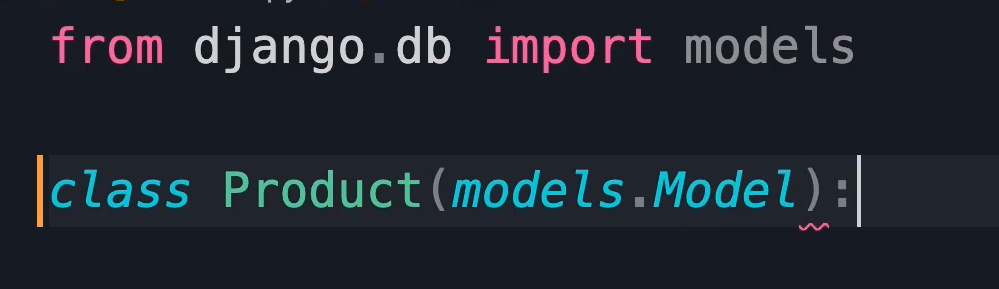 from django.db import models
class Product(models.Model):